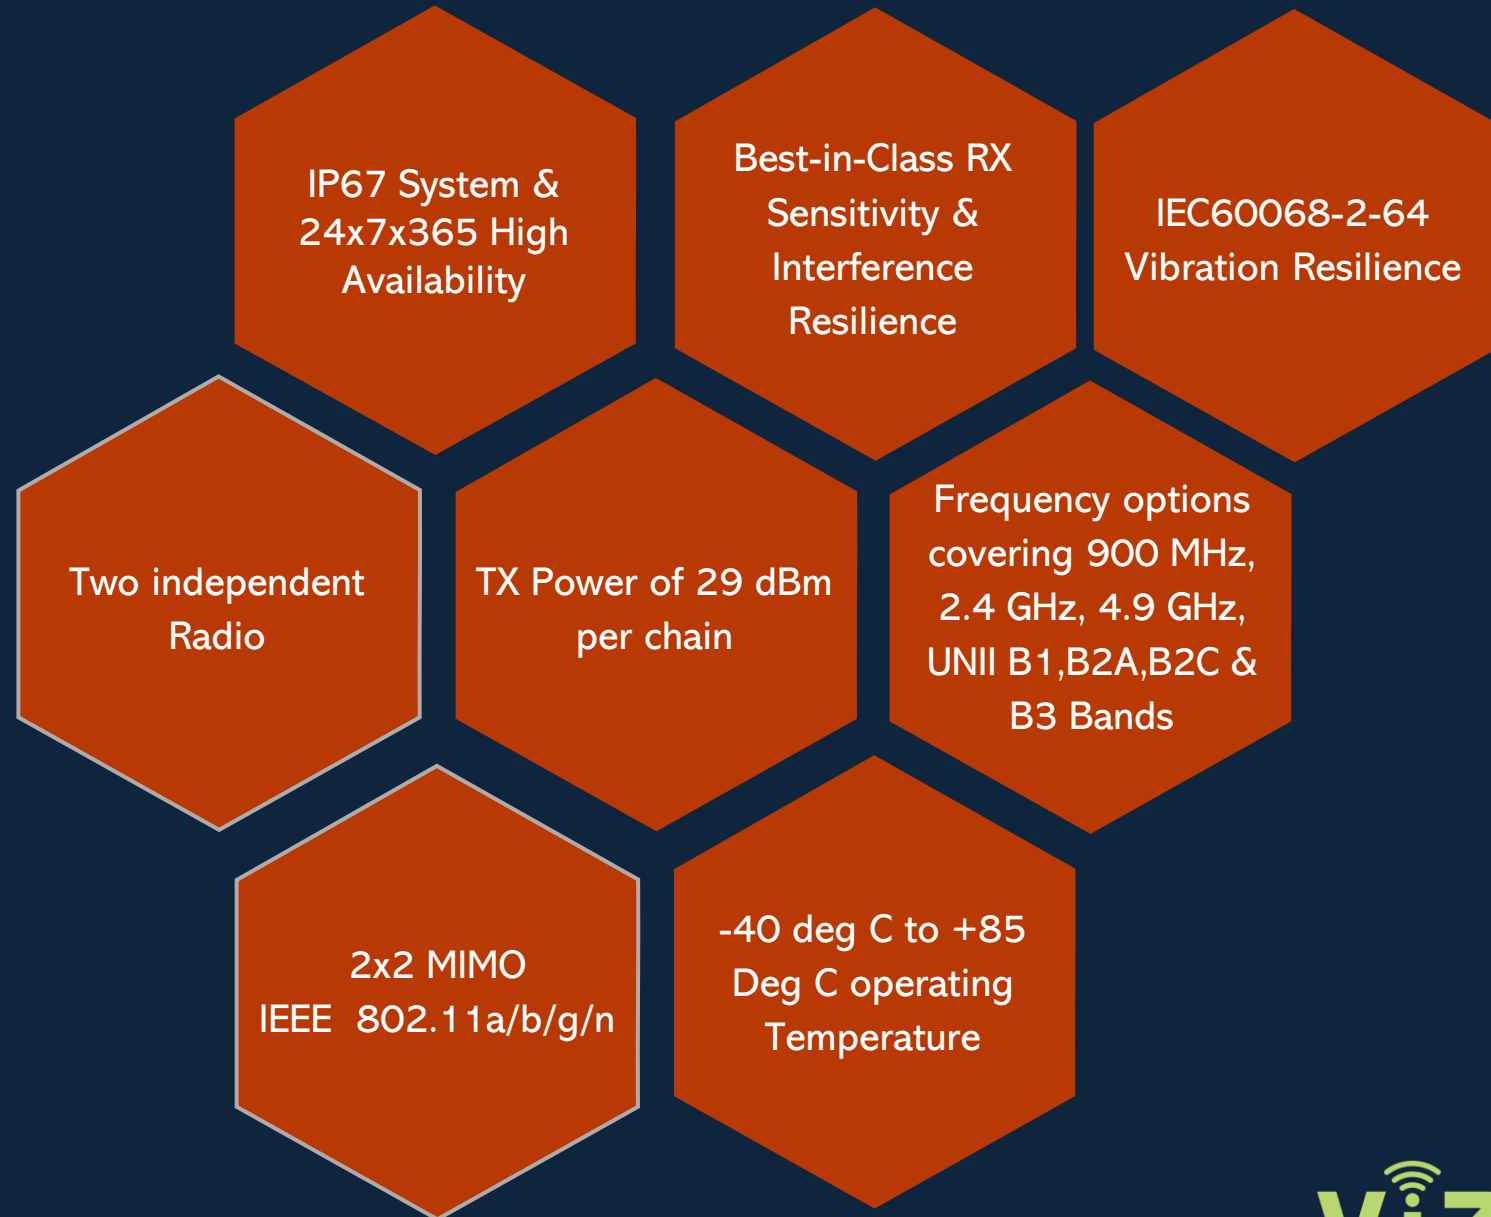 IP67 System &
24x7x365 High
Availability
Best-in-Class RX
Sensitivity &
Interference
Resilience
IEC60068-2-64
Vibration Resilience
Two independent
Radio
TX Power of 29 dBm
per chain
Frequency options
covering 900 MHz,
2.4 GHz, 4.9 GHz,
UNII B1,B2A,B2C &
B3 Bands
2x2 MIMO
IEEE  802.11a/b/g/n
-40 deg C to +85
Deg C operating
Temperature